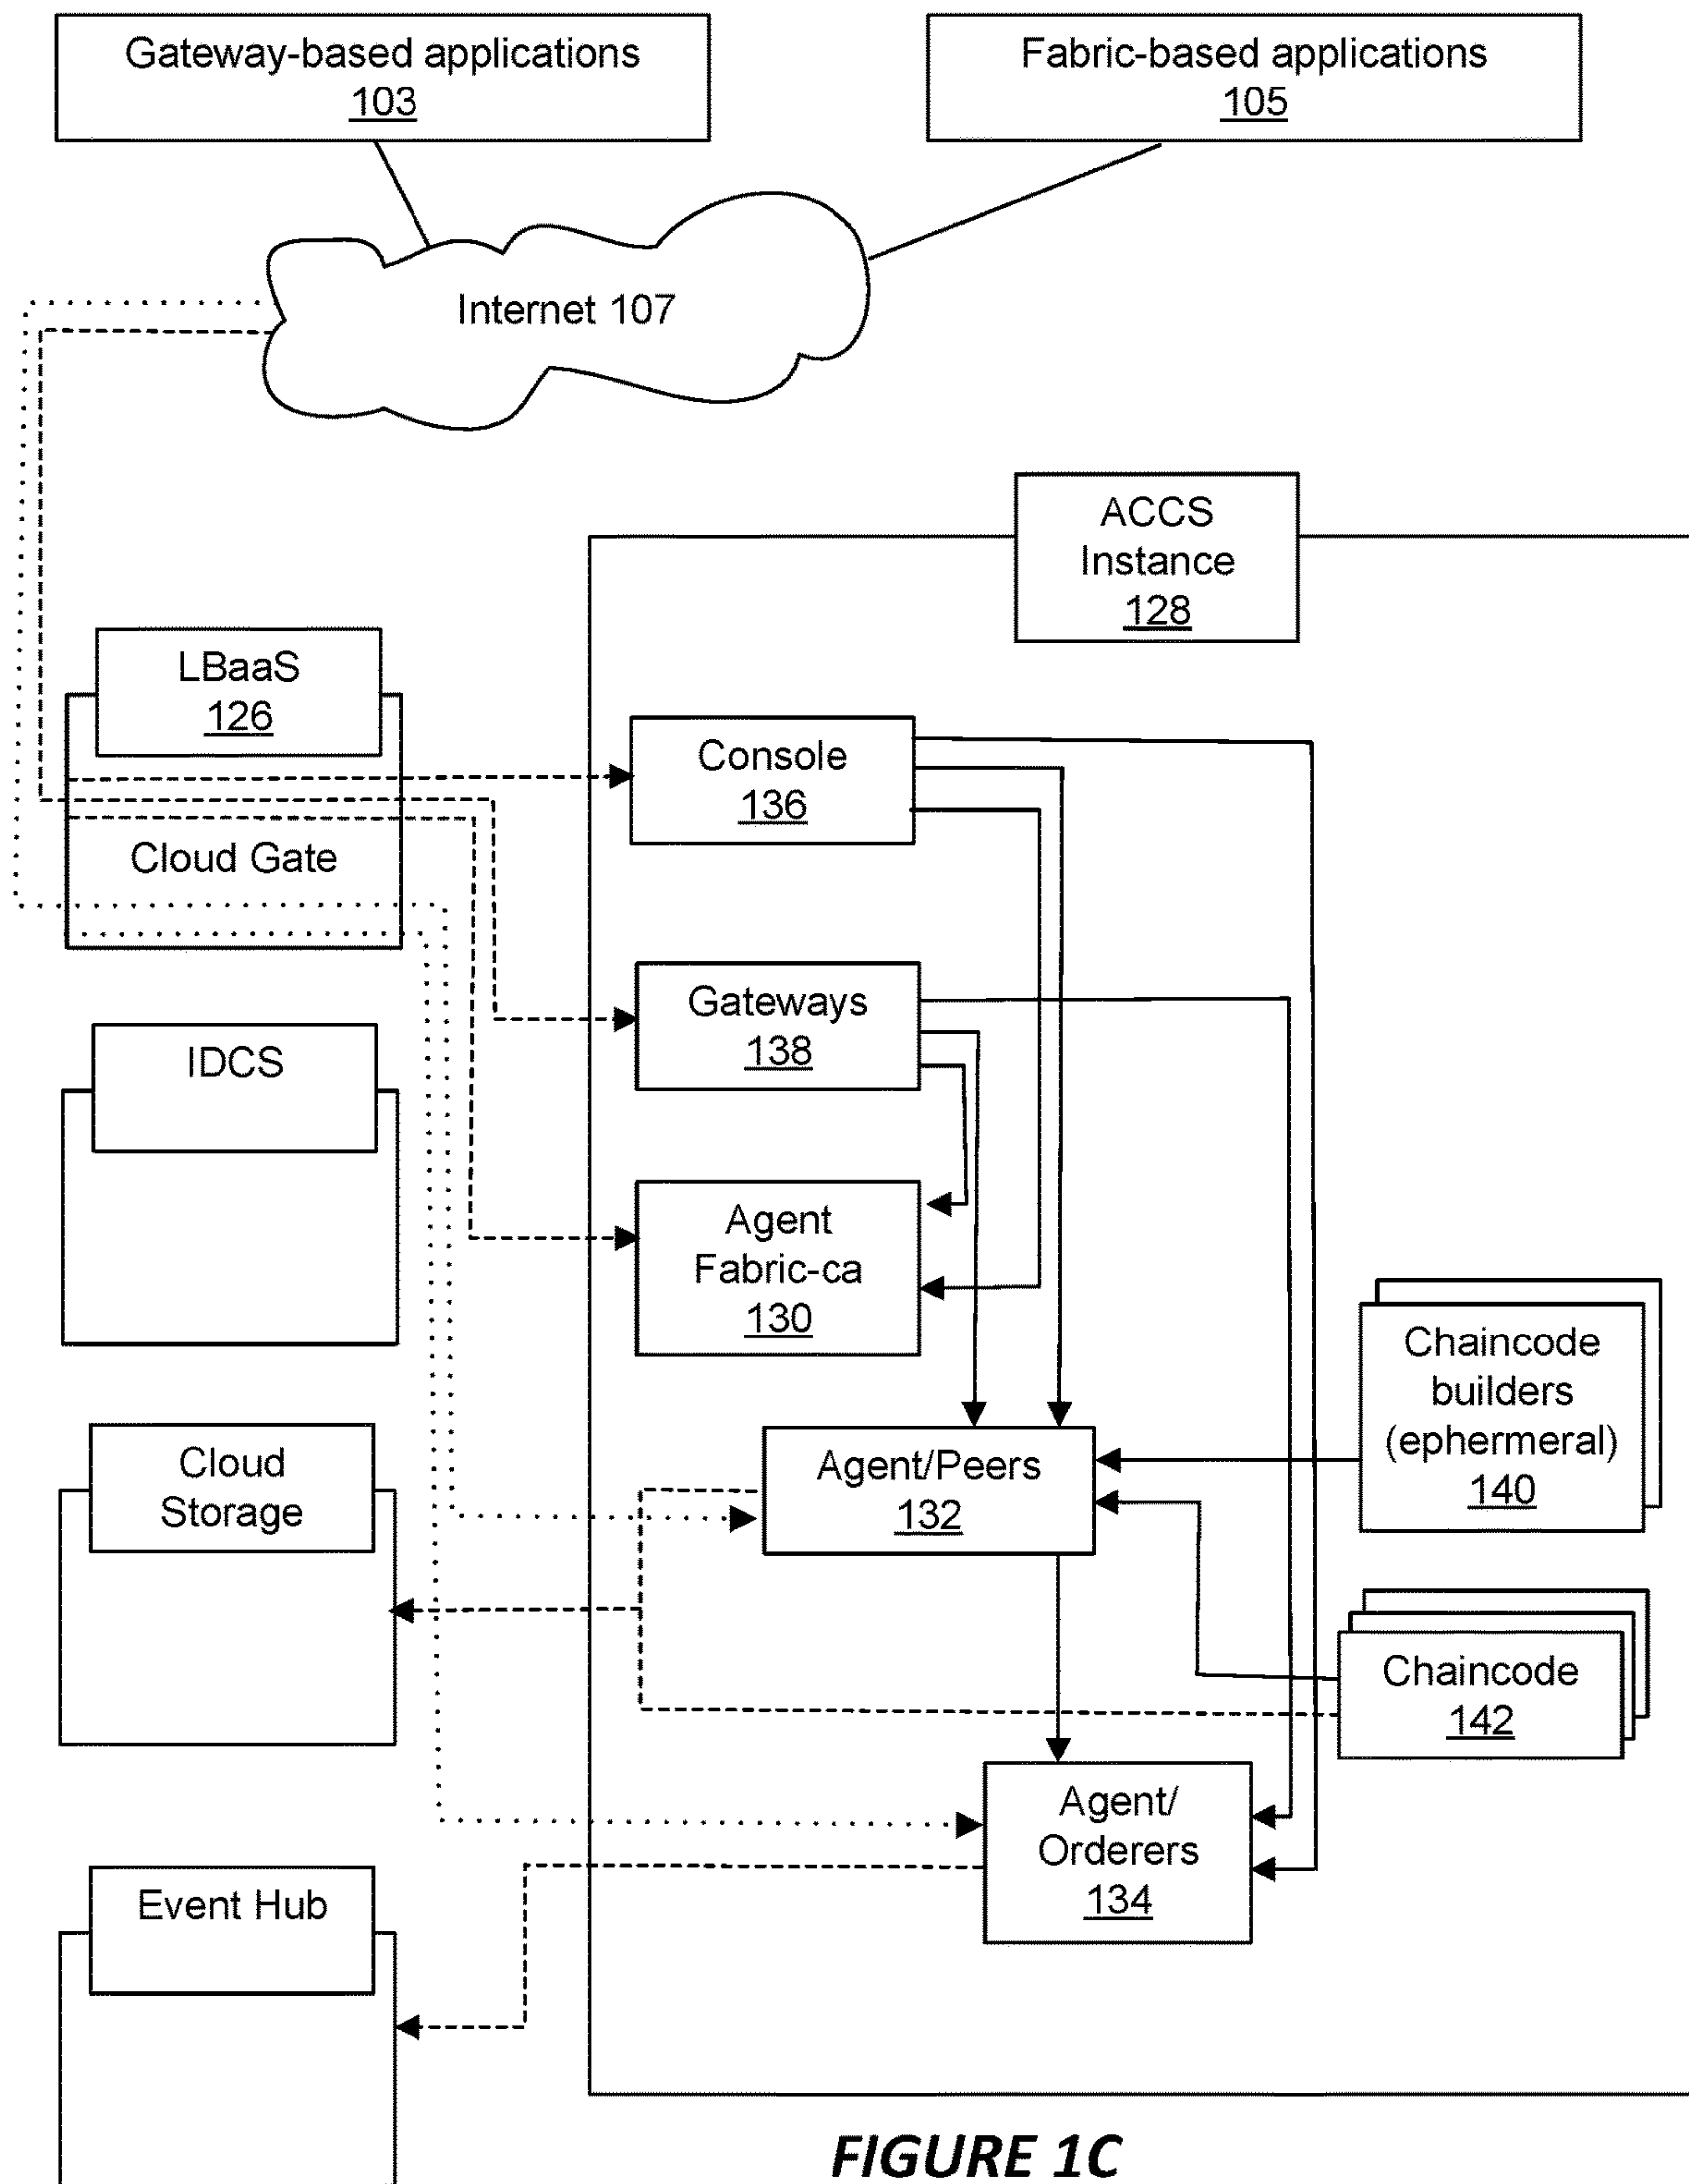 Gateway-based applications
103
Fabric-based applications
105
Internet 107
ACCS
Instance
128
LBaaS
126
Cloud Gate
Console
136
Gateways
138
IDCS
Agent
Fabric-ca
130
Chaincode
builders
(ephermeral)
140
Cloud
Storage
Agent/Peers
132
Chaincode
142
Agent/
Orderers
134
Event Hub
FIGURE 1C